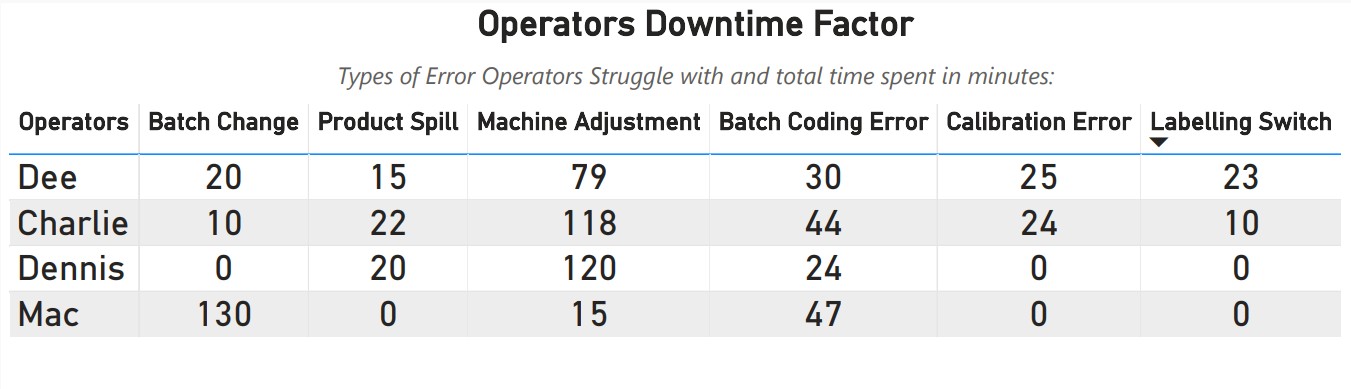 Operators Downtime Factor
Types of Error Operators Struggle with and total time spent in minutes:
Operators Batch Change Product Spill Machine Adjustment Batch Coding Error Calibration Error Labelling Switch
Dee 20 15 79 30 25 23
Charlie 10 22 118 44 24 10
Dennis 0 20 120 24 0 0
Mac 130 0 15 47 0 0